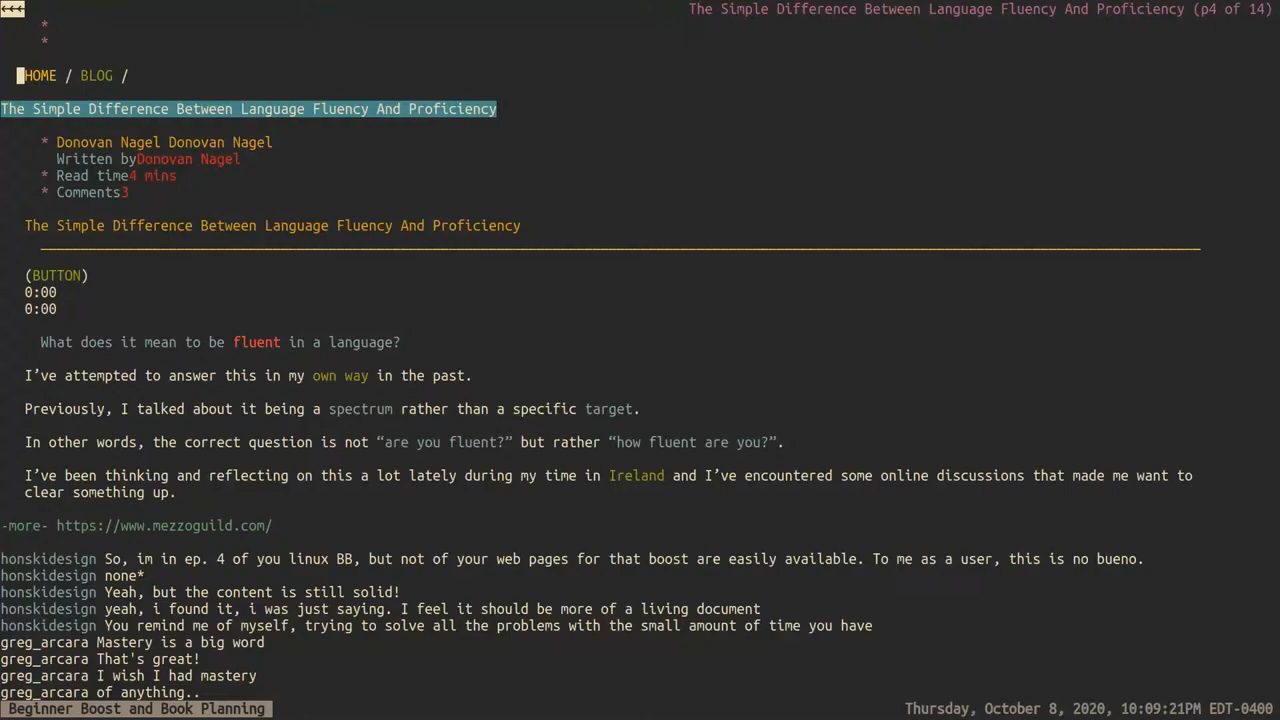 ←←← The Simple Difference Between Language Fluency And Proficiency (p4 of 14)
*
*
HOME / BLOG /
The Simple Difference Between Language Fluency And Proficiency
* Donovan Nagel Donovan Nagel
Written byDonovan Nagel
* Read time4 mins
* Comments3
The Simple Difference Between Language Fluency And Proficiency
(BUTTON)
0:00
0:00
What does it mean to be fluent in a language?
I’ve attempted to answer this in my own way in the past.
Previously, I talked about it being a spectrum rather than a specific target.
In other words, the correct question is not “are you fluent?” but rather “how fluent are you?”.
I’ve been thinking and reflecting on this a lot lately during my time in Ireland and I’ve encountered some online discussions that made me want to
clear something up.
-more- https://www.mezzoguild.com/
honskidesign So, im in ep. 4 of you linux BB, but not of your web pages for that boost are easily available. To me as a user, this is no bueno.
honskidesign none*
honskidesign Yeah, but the content is still solid!
honskidesign yeah, i found it, i was just saying. I feel it should be more of a living document
honskidesign You remind me of myself, trying to solve all the problems with the small amount of time you have
greg_arcara Mastery is a big word
greg_arcara That's great!
greg_arcara I wish I had mastery
greg_arcara of anything..
Beginner Boost and Book Planning Thursday, October 8, 2020, 10:09:21PM EDT-0400